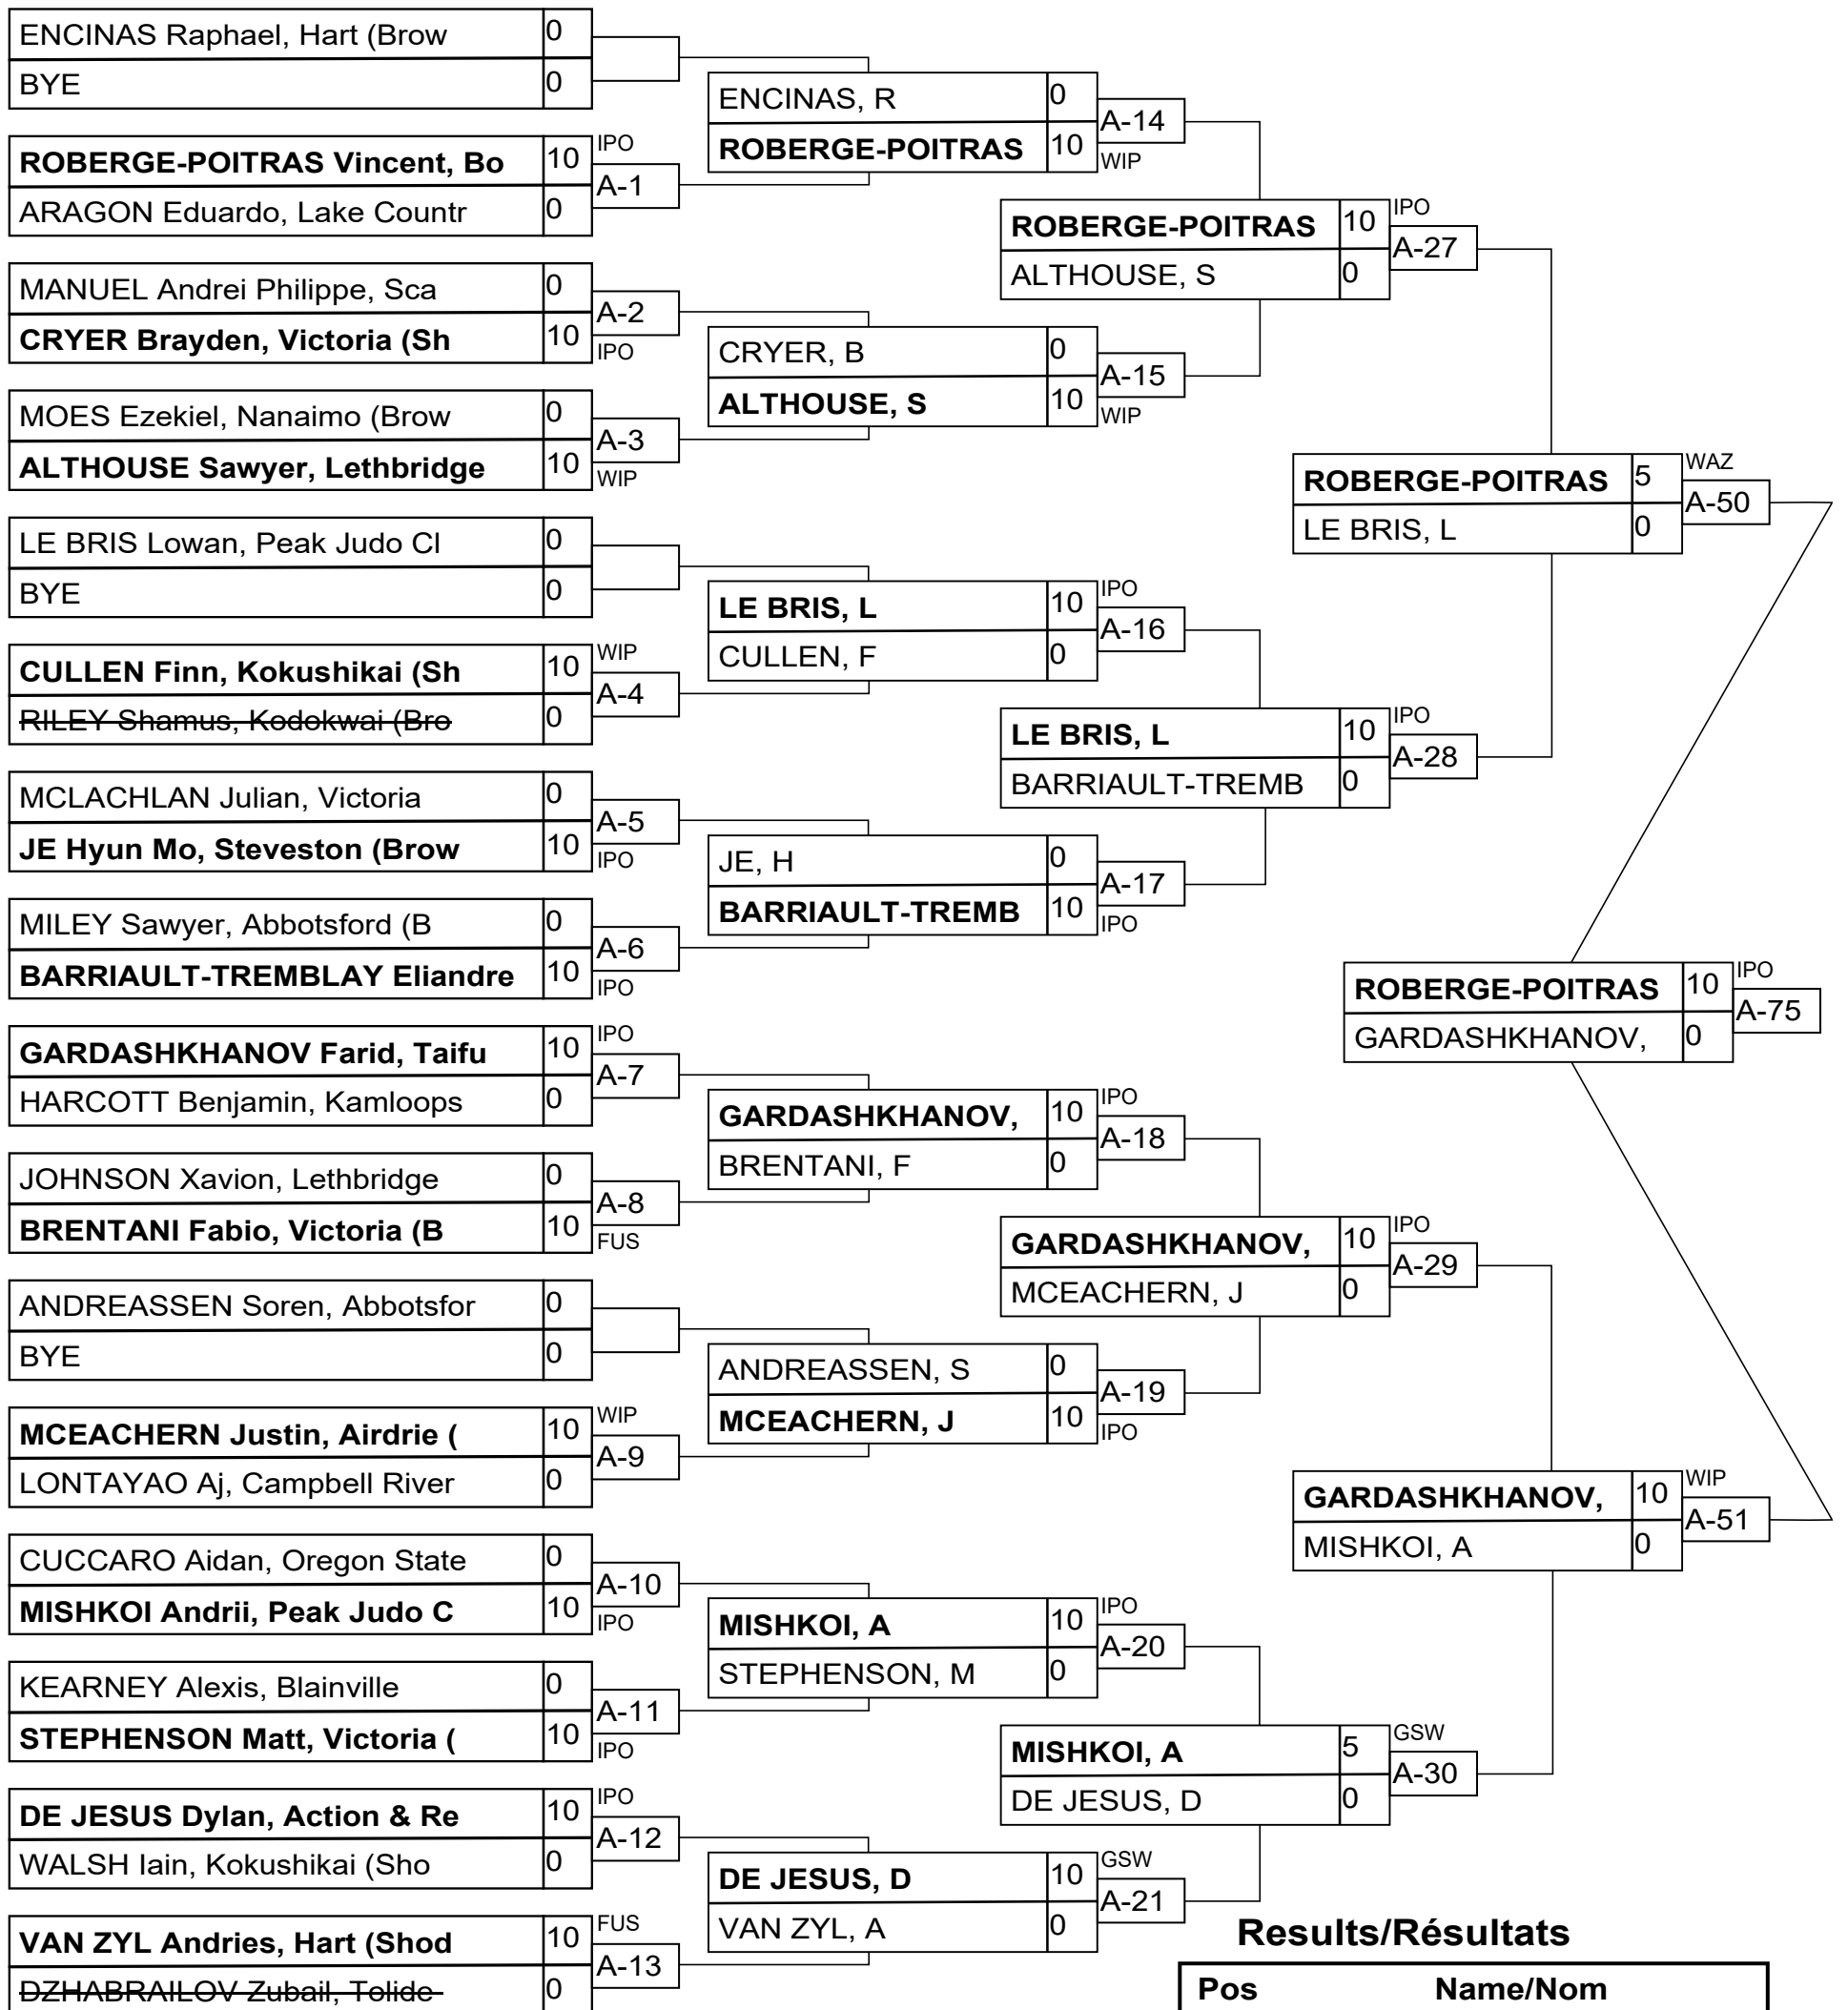 ENCINAS Raphael, Hart (Brow 0
BYE 0
ROBERGE-POITRAS Vincent, Bo 10 IPO
A-1
ARAGON Eduardo, Lake Countr 0
MANUEL Andrei Philippe, Sca 0
A-2
CRYER Brayden, Victoria (Sh 10 IPO
MOES Ezekiel, Nanaimo (Brow 0
A-3
ALTHOUSE Sawyer, Lethbridge 10 WIP
LE BRIS Lowan, Peak Judo Cl 0
BYE 0
CULLEN Finn, Kokushikai (Sh 10 WIP
A-4
RILEY Shamus, Kodokwai (Bro 0
MCLACHLAN Julian, Victoria 0
A-5
JE Hyun Mo, Steveston (Brow 10 IPO
MILEY Sawyer, Abbotsford (B 0
A-6
BARRIAULT-TREMBLAY Eliandre 10 IPO
GARDASHKHANOV Farid, Taifu 10 IPO
A-7
HARCOTT Benjamin, Kamloops 0
JOHNSON Xavion, Lethbridge 0
A-8
BRENTANI Fabio, Victoria (B 10 FUS
ANDREASSEN Soren, Abbotsfor 0
BYE 0
MCEACHERN Justin, Airdrie ( 10 WIP
A-9
LONTAYAO Aj, Campbell River 0
CUCCARO Aidan, Oregon State 0
A-10
MISHKOI Andrii, Peak Judo C 10 IPO
KEARNEY Alexis, Blainville 0
A-11
STEPHENSON Matt, Victoria ( 10 IPO
DE JESUS Dylan, Action & Re 10 IPO
A-12
WALSH Iain, Kokushikai (Sho 0
VAN ZYL Andries, Hart (Shod 10 FUS
A-13
DZHABRAILOV Zubail, Tolide 0
ENCINAS, R 0
A-14
ROBERGE-POITRAS 10 WIP
CRYER, B 0
A-15
ALTHOUSE, S 10 WIP
LE BRIS, L 10 IPO
A-16
CULLEN, F 0
JE, H 0
A-17
BARRIAULT-TREMB 10 IPO
GARDASHKHANOV, 10 IPO
A-18
BRENTANI, F 0
ANDREASSEN, S 0
A-19
MCEACHERN, J 10 IPO
MISHKOI, A 10 IPO
A-20
STEPHENSON, M 0
DE JESUS, D 10 GSW
A-21
VAN ZYL, A 0
ROBERGE-POITRAS 10 IPO
A-27
ALTHOUSE, S 0
LE BRIS, L 10 IPO
A-28
BARRIAULT-TREMB 0
GARDASHKHANOV, 10 IPO
A-29
MCEACHERN, J 0
MISHKOI, A 5 GSW
A-30
DE JESUS, D 0
ROBERGE-POITRAS 5 WAZ
A-50
LE BRIS, L 0
GARDASHKHANOV, 10 WIP
A-51
MISHKOI, A 0
ROBERGE-POITRAS 10 IPO
A-75
GARDASHKHANOV, 0
Results/Résultats
Pos Name/Nom